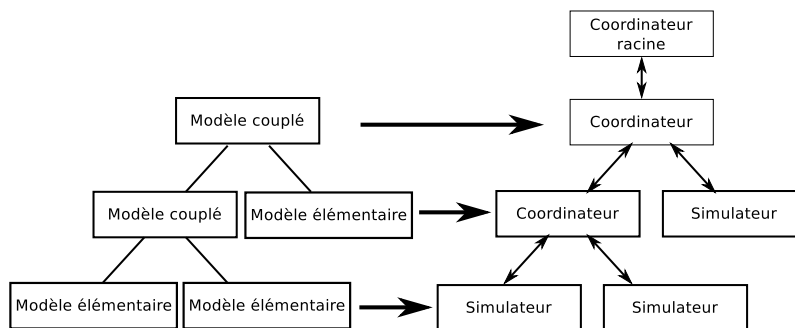 Coordinateur
racine
Modèle couplé
Coordinateur
Modèle couplé
Modèle élémentaire
Coordinateur
Simulateur
Modèle élémentaire
Modèle élémentaire
Simulateur
Simulateur